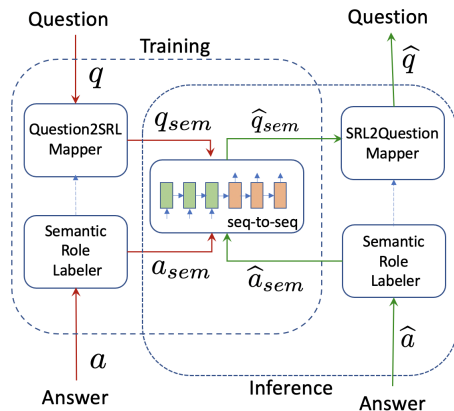 Question
Question
Training
q
q̂
Question2SRL
Mapper
q_sem
q̂_sem
SRL2Question
Mapper
seq-to-seq
Semantic
Role
Labeler
a_sem
â_sem
Semantic
Role
Labeler
a
â
Inference
Answer
Answer